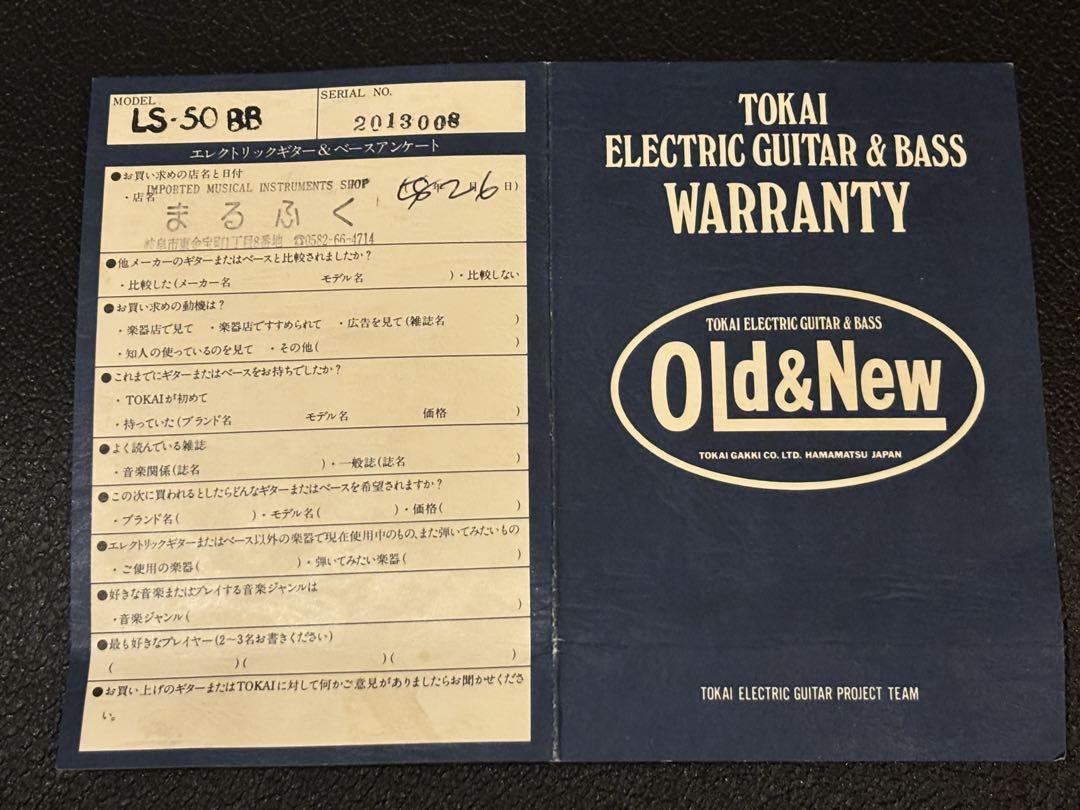 MODEL
LS-50 BB
SERIAL NO.
2013008
エレクトリックギター&ベースアンケート
●お買い求めの店名と日付
・店名
IMPORTED MUSICAL INSTRUMENTS SHOP
日)
まるふく
岐阜市東金宝町1丁目8番地 ☎0582-66-4714
●他メーカーのギターまたはベースと比較されましたか?
・比較した(メーカー名 モデル名 )・比較しない
●お買い求めの動機は?
・楽器店で見て ・楽器店ですすめられて ・広告を見て(雑誌名 )
・知人の使っているのを見て ・その他( )
●これまでにギターまたはベースをお持ちでしたか?
・TOKAIが初めて
・持っていた(ブランド名 モデル名 価格 )
●よく読んでいる雑誌
・音楽関係(誌名 )・一般誌(誌名 )
●この次に買われるとしたらどんなギターまたはベースを希望されますか?
・ブランド名( )・モデル名( )・価格( )
●エレクトリックギターまたはベース以外の楽器で現在使用中のもの、また弾いてみたいもの
・ご使用の楽器( )・弾いてみたい楽器( )
●好きな音楽またはプレイする音楽ジャンルは
・音楽ジャンル( )
●最も好きなプレイヤー(2〜3名お書きください)
( )( )( )
●お買い上げのギターまたはTOKAIに対して何かご意見がありましたらお聞かせくださ
い。
TOKAI
ELECTRIC GUITAR & BASS
WARRANTY
TOKAI ELECTRIC GUITAR & BASS
OLd&New
TOKAI GAKKI CO. LTD. HAMAMATSU JAPAN
TOKAI ELECTRIC GUITAR PROJECT TEAM